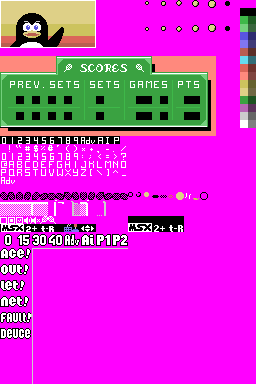 SCORES
PREV. SETS SETS GAMES PTS
0123456789AdvAIP
!"#$%&'()*+,-./
0123456789:;<=>?
@ABCDEFGHIJKLMNO
PQRSTUVWXYZ[\]^_
Adv
MSX 2+ t-R
MSX 2+ t-R
0 15 30 40 Adv Ai P1 P2
Ace!
Out!
Let!
Net!
FAULT!
DEUCE